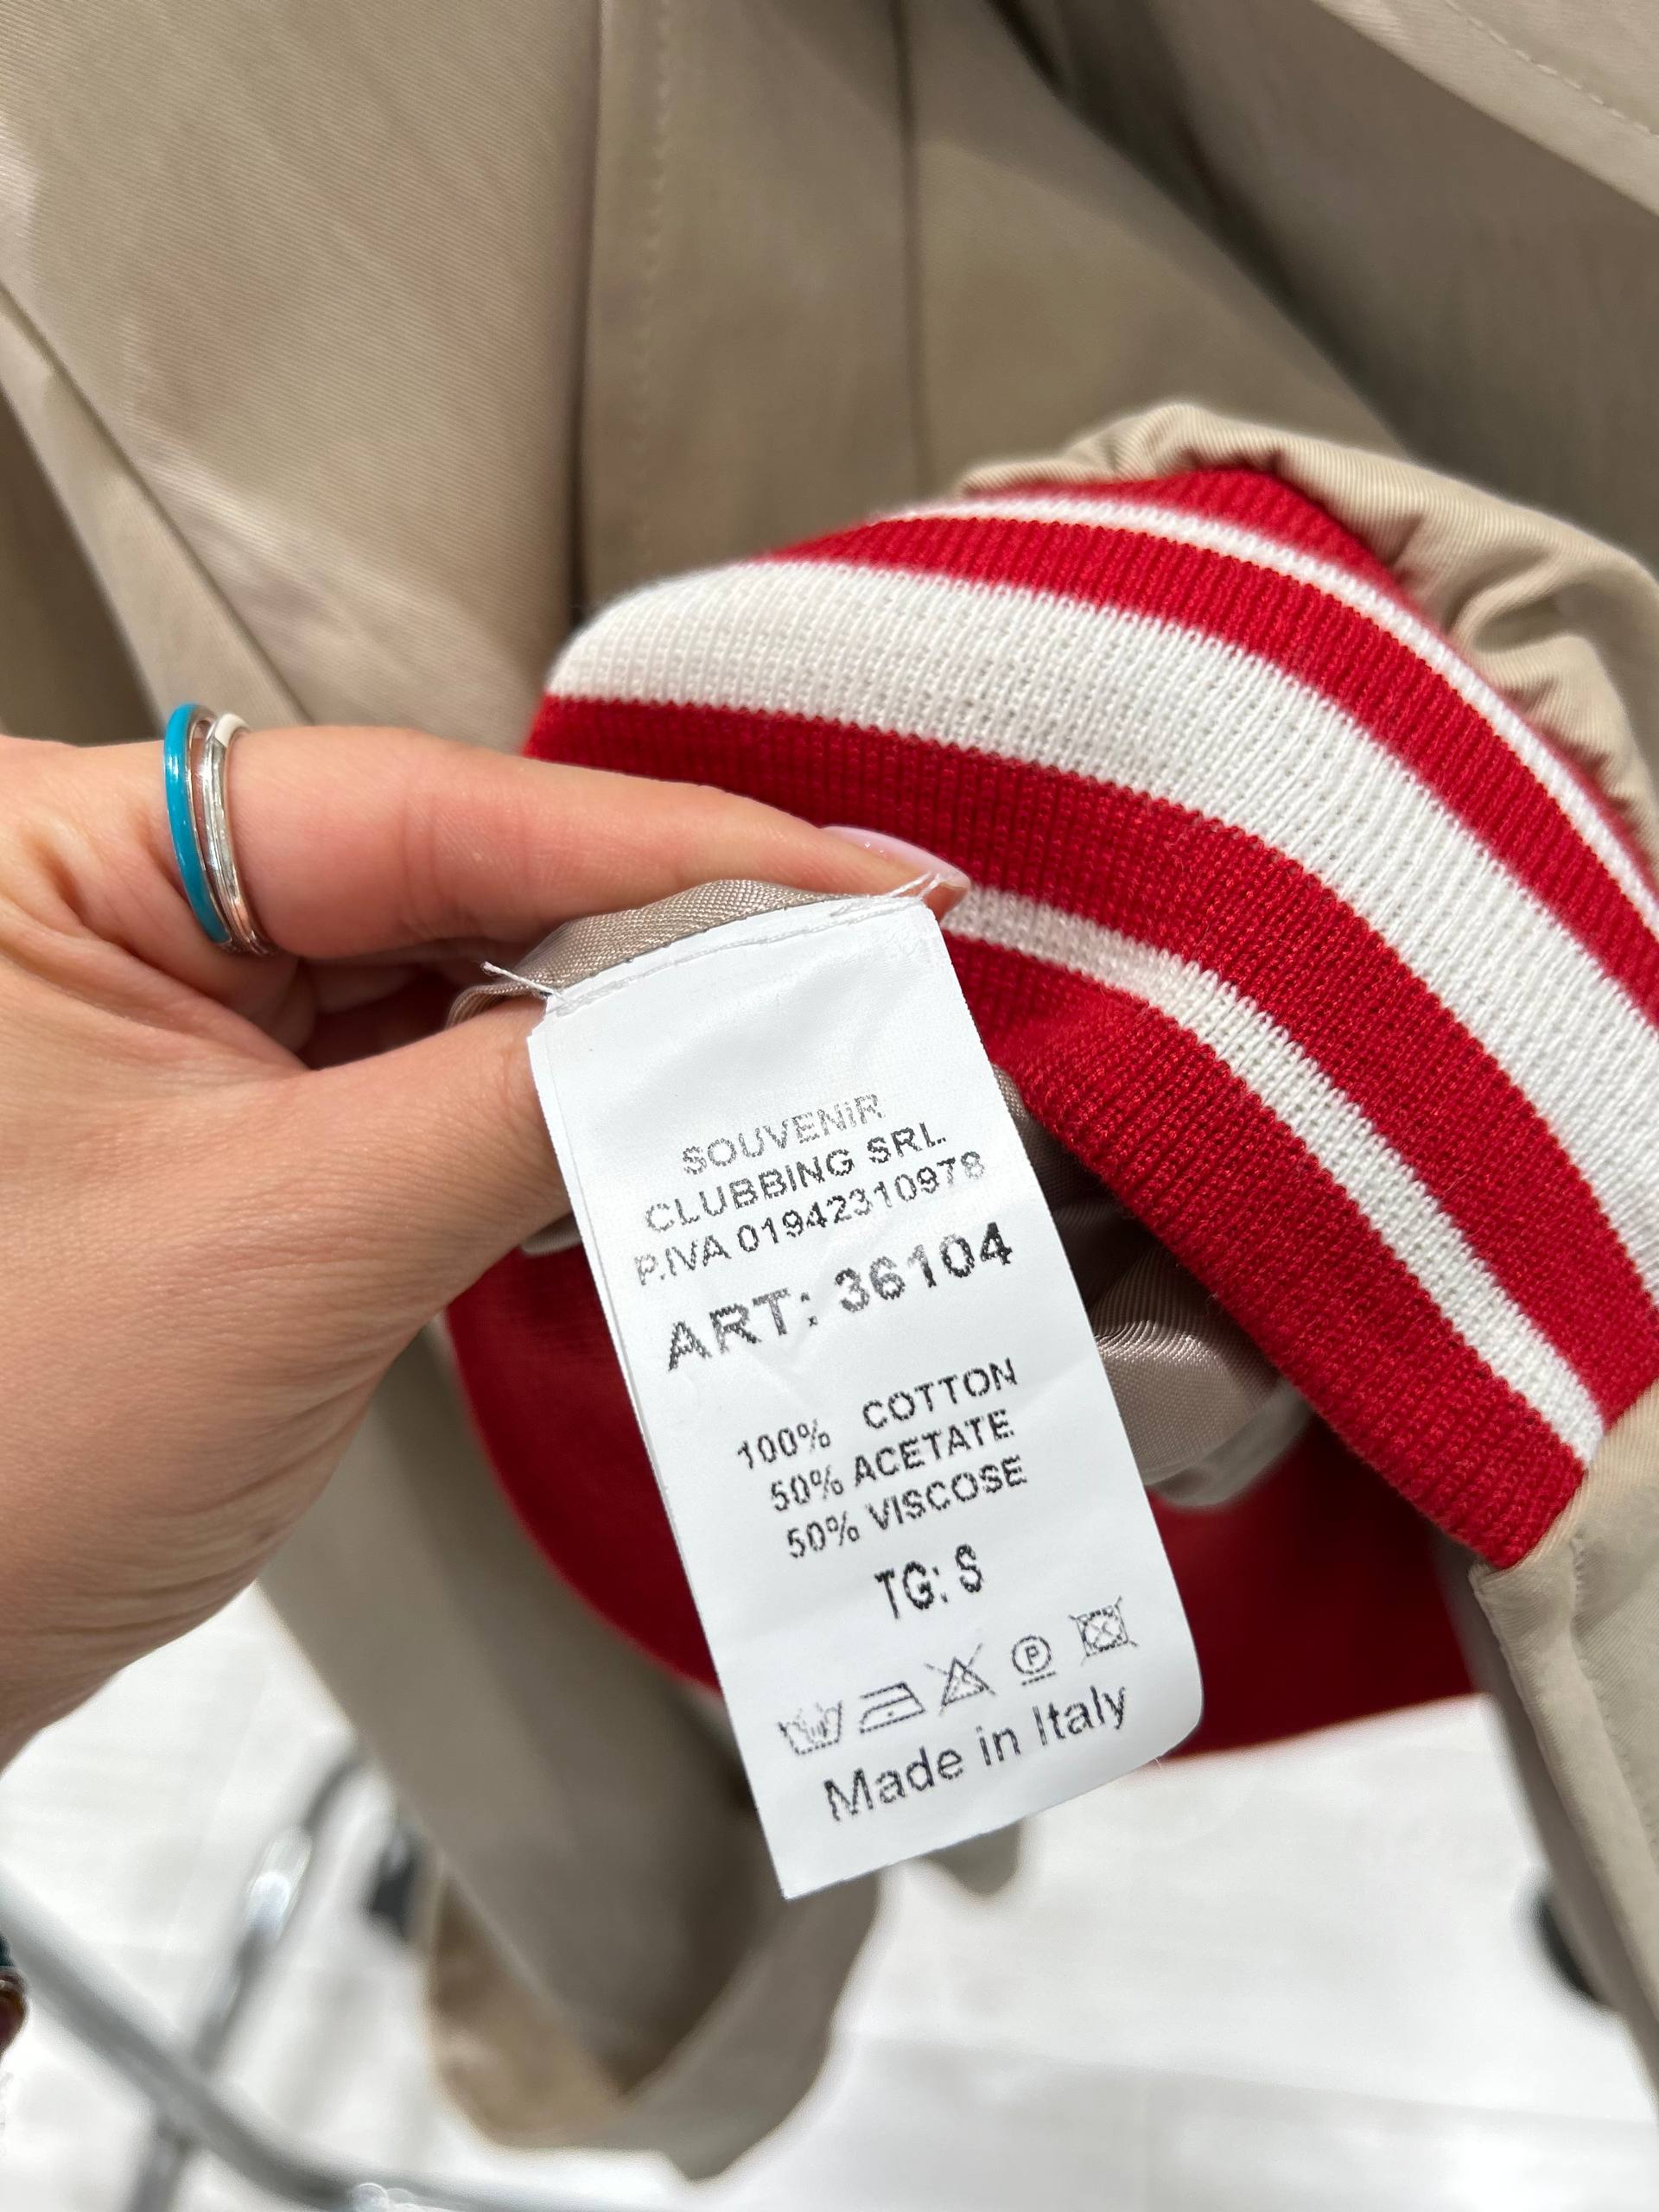 SOUVENIR
CLUBBING SRL
P.IVA 01942310978
ART: 36104
100% COTTON
50% ACETATE
50% VISCOSE
TG: S
P
Made in Italy